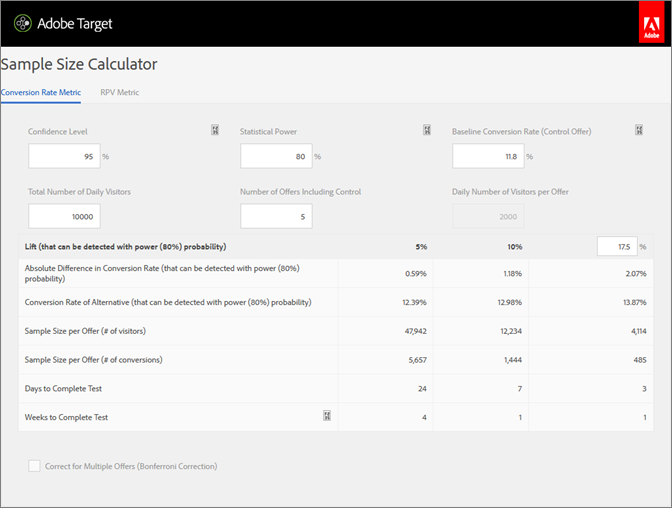 Adobe Target
Adobe
Sample Size Calculator
Conversion Rate Metric RPV Metric
Confidence Level Statistical Power Baseline Conversion Rate (Control Offer)
95 % 80 % 11.8 %
Total Number of Daily Visitors Number of Offers Including Control Daily Number of Visitors per Offer
10000 5 2000
Lift (that can be detected with power (80%) probability) 5% 10% 17.5 %
Absolute Difference in Conversion Rate (that can be detected with power (80%)
probability) 0.59% 1.18% 2.07%
Conversion Rate of Alternative (that can be detected with power (80%) probability) 12.39% 12.98% 13.87%
Sample Size per Offer (# of visitors) 47,942 12,234 4,114
Sample Size per Offer (# of conversions) 5,657 1,444 485
Days to Complete Test 24 7 3
Weeks to Complete Test 4 1 1
Correct for Multiple Offers (Bonferroni Correction)